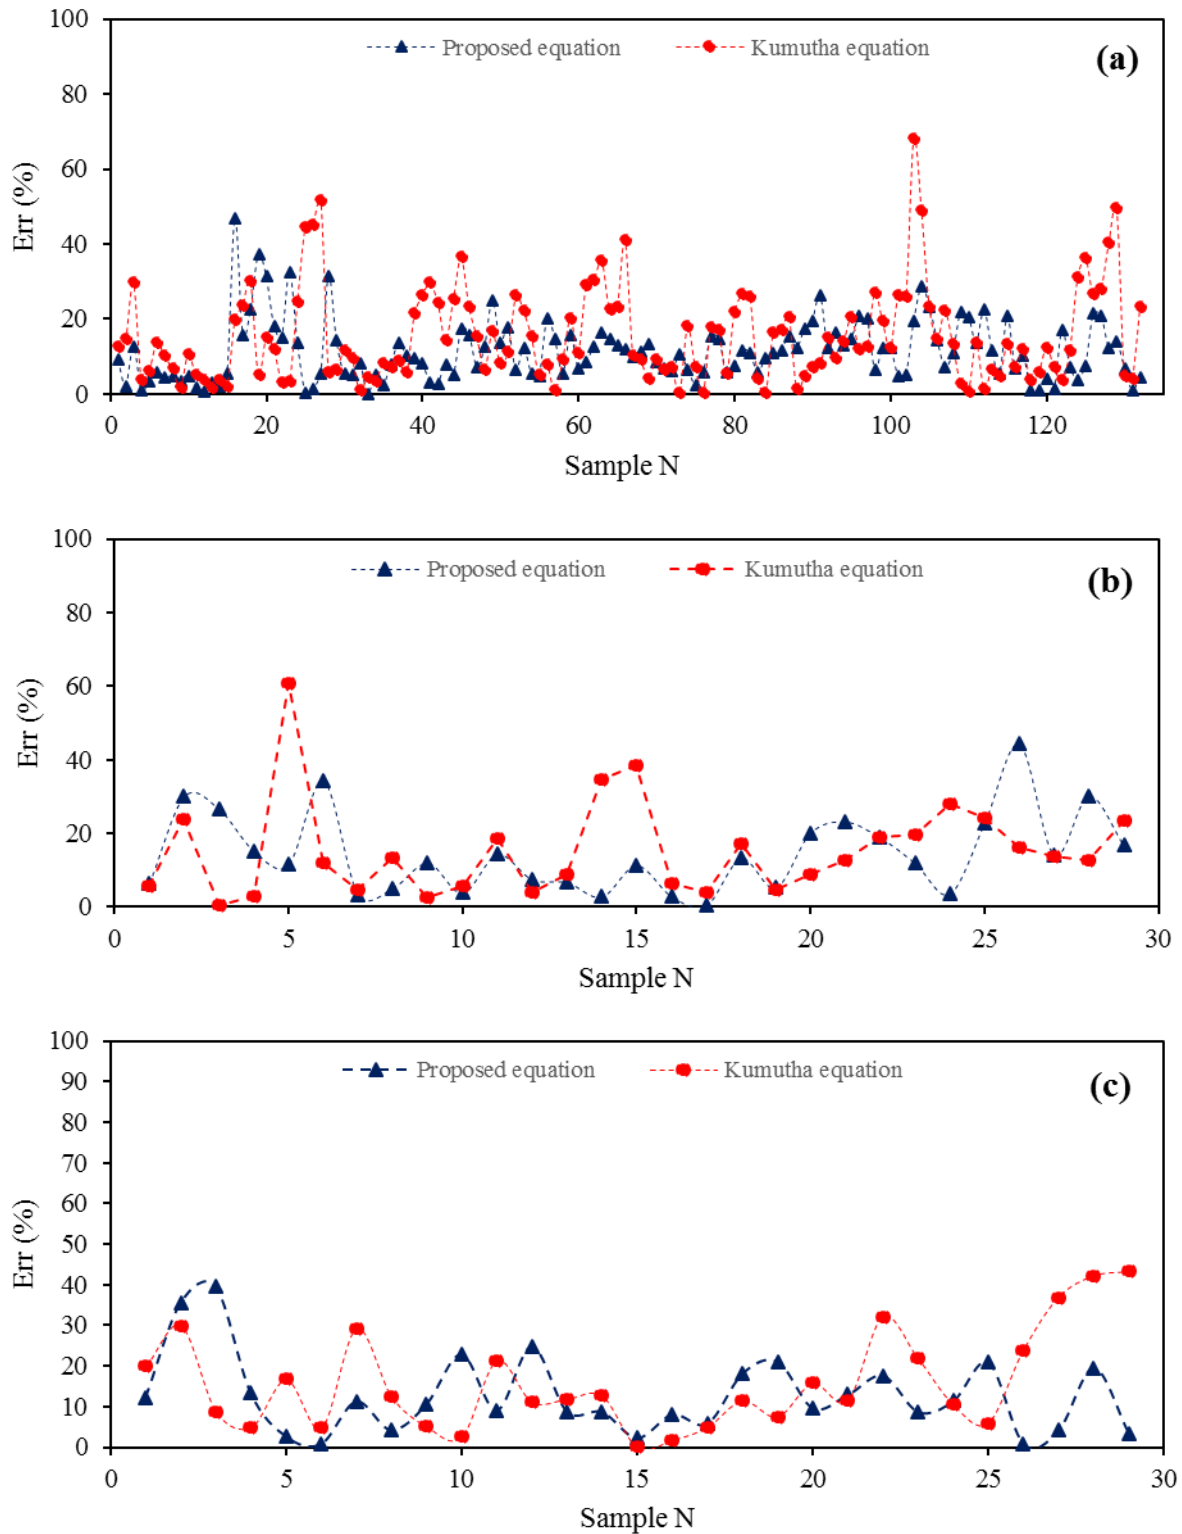 100
Proposed equation
Kumutha equation
(a)
80
60
Err (%)
40
20
0
0 20 40 60 80 100 120
Sample N
100
Proposed equation
Kumutha equation
(b)
80
60
Err (%)
40
20
0
0 5 10 15 20 25 30
Sample N
100
Proposed equation
Kumutha equation
(c)
90
80
70
60
50
Err (%)
40
30
20
10
0
0 5 10 15 20 25 30
Sample N